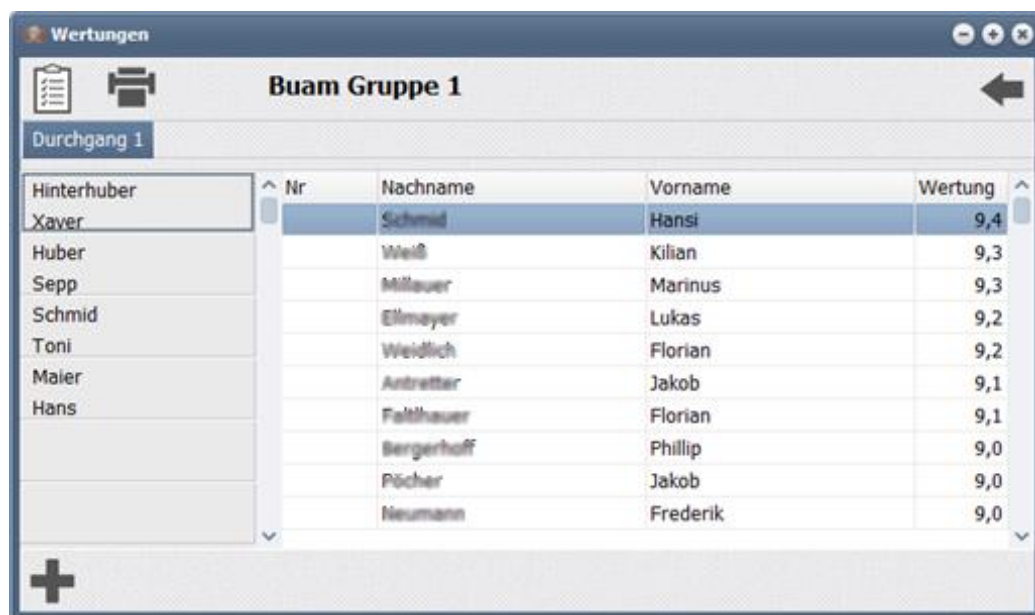 Wertungen
Buam Gruppe 1
Durchgang 1
Hinterhuber
Xaver
Huber
Sepp
Schmid
Toni
Maier
Hans
Nr Nachname Vorname Wertung
Hansi 9,4
Kilian 9,3
Marinus 9,3
Lukas 9,2
Florian 9,2
Jakob 9,1
Florian 9,1
Phillip 9,0
Jakob 9,0
Frederik 9,0